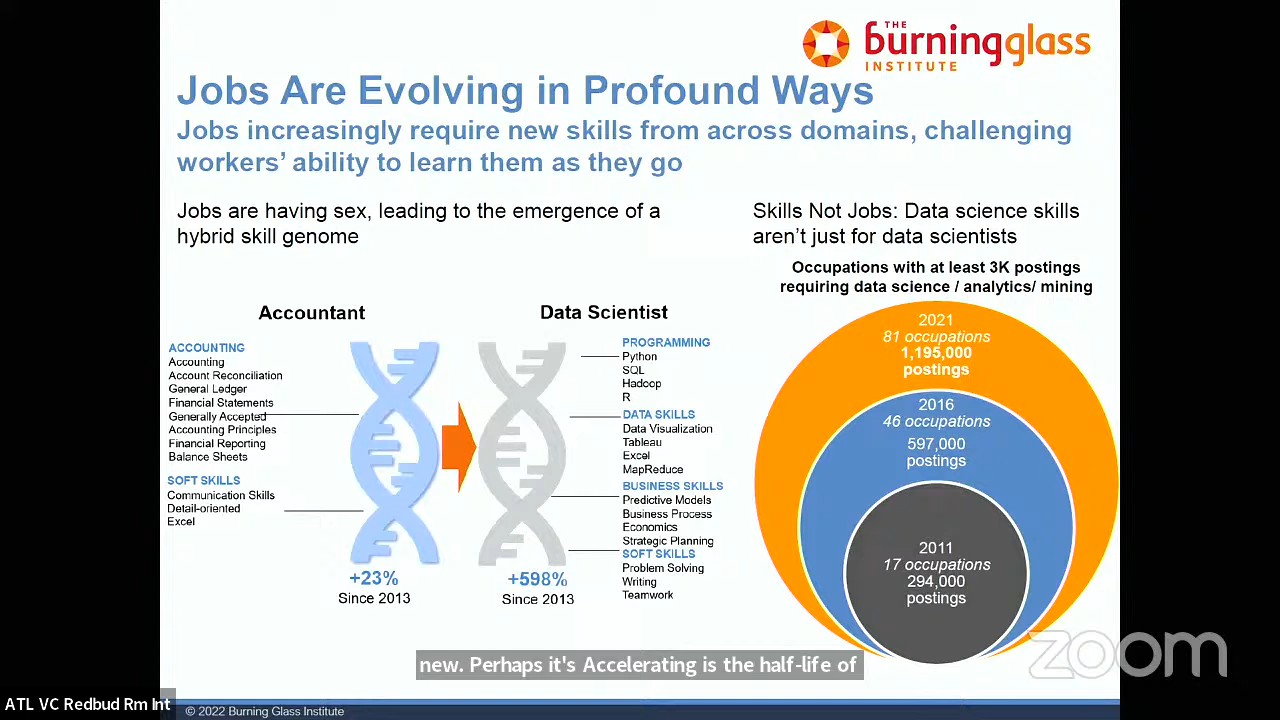 THE
burningglass
INSTITUTE
Jobs Are Evolving in Profound Ways
Jobs increasingly require new skills from across domains, challenging
workers’ ability to learn them as they go
Jobs are having sex, leading to the emergence of a
hybrid skill genome
Accountant
ACCOUNTING
Accounting
Account Reconciliation
General Ledger
Financial Statements
Generally Accepted
Accounting Principles
Financial Reporting
Balance Sheets
SOFT SKILLS
Communication Skills
Detail-oriented
Excel
+23%
Since 2013
Data Scientist
PROGRAMMING
Python
SQL
Hadoop
R
DATA SKILLS
Data Visualization
Tableau
Excel
MapReduce
BUSINESS SKILLS
Predictive Models
Business Process
Economics
Strategic Planning
SOFT SKILLS
Problem Solving
Writing
Teamwork
+598%
Since 2013
Skills Not Jobs: Data science skills
aren’t just for data scientists
Occupations with at least 3K postings
requiring data science / analytics/ mining
2021
81 occupations
1,195,000
postings
2016
46 occupations
597,000
postings
2011
17 occupations
294,000
postings
zoom
new. Perhaps it's Accelerating is the half-life of
ATL VC Redbud Rm Int
© 2022 Burning Glass Institute